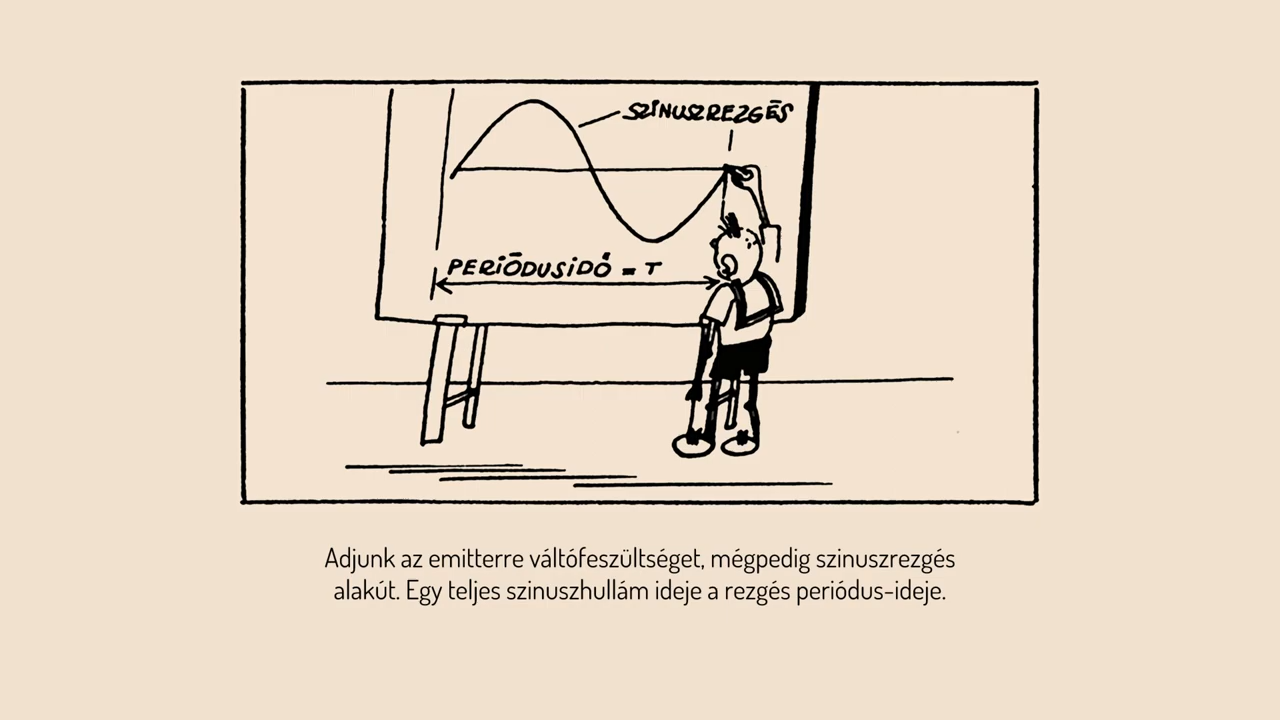 SZINUSZREZGÉS
PERIÓDUSIDŐ = T
Adjunk az emitterre váltófeszültséget, mégpedig szinuszrezgés
alakút. Egy teljes szinuszhullám ideje a rezgés periódus-ideje.